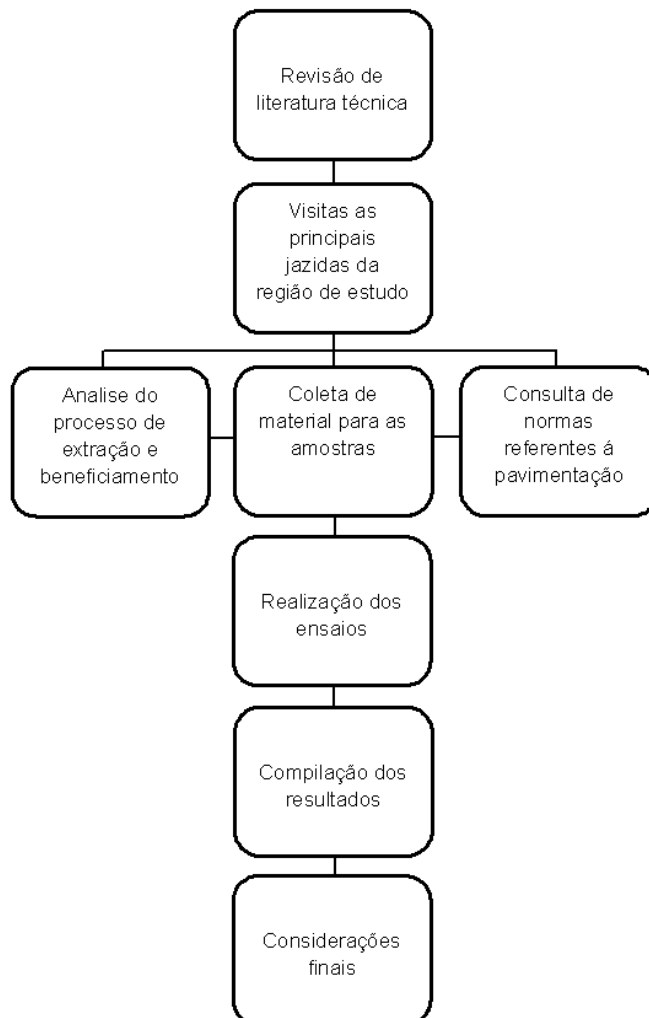 Revisão de
literatura técnica
Visitas as
principais
jazidas da
região de estudo
Analise do
processo de
extração e
beneficiamento
Coleta de
material para as
amostras
Consulta de
normas
referentes á
pavimentação
Realização dos
ensaios
Compilação dos
resultados
Considerações
finais